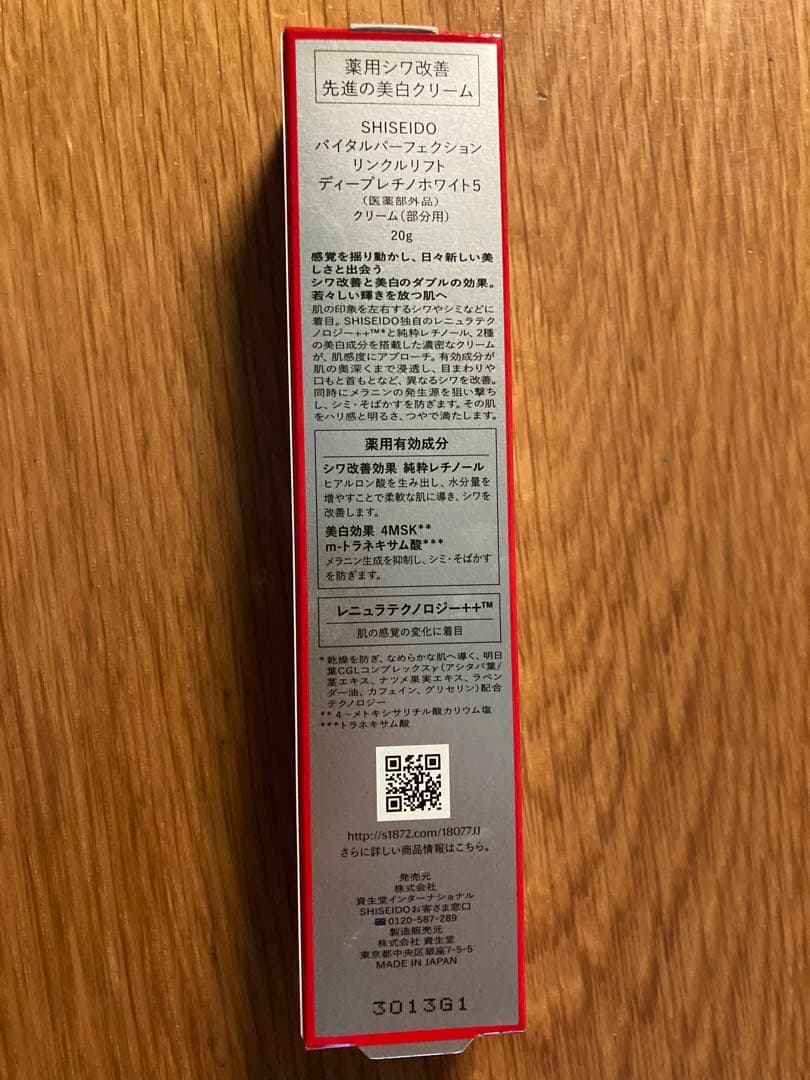 薬用シワ改善
先進の美白クリーム
SHISEIDO
バイタルパーフェクション
リンクルリフト
ディープレチノホワイト5
（医薬部外品）
クリーム（部分用）
20g
感覚を揺り動かし、日々新しい美
しさと出会う
シワ改善と美白のダブルの効果。
若々しい輝きを放つ肌へ
肌の印象を左右するシワやシミなどに
着目。SHISEIDO独自のレニュラテク
ノロジー++™*と純粋レチノール、2種
の美白成分を搭載した濃密なクリーム
が、肌感度にアプローチ。有効成分が
肌の奥深くまで浸透し、目まわりや
口もと首もとなど、異なるシワを改善。
同時にメラニンの発生源を狙い撃ち
し、シミ・そばかすを防ぎます。その肌
をハリ感と明るさ、つやで満たします。
薬用有効成分
シワ改善効果 純粋レチノール
ヒアルロン酸を生み出し、水分量を
増やすことで柔軟な肌に導き、シワを
改善します。
美白効果 4MSK**
m-トラネキサム酸***
メラニン生成を抑制し、シミ・そばかす
を防ぎます。
レニュラテクノロジー++™
肌の感覚の変化に着目
*乾燥を防ぎ、なめらかな肌へ導く、明日
葉CGLコンプレックスγ（アシタバ葉/
茎エキス、ナツメ果実エキス、ラベン
ダー油、カフェイン、グリセリン）配合
テクノロジー
**4-メトキシサリチル酸カリウム塩
***トラネキサム酸
http://s1872.com/18077JJ
さらに詳しい商品情報はこちら。
発売元
株式会社
資生堂インターナショナル
SHISEIDOお客さま窓口
0120-587-289
製造販売元
株式会社 資生堂
東京都中央区銀座7-5-5
MADE IN JAPAN
3013G1